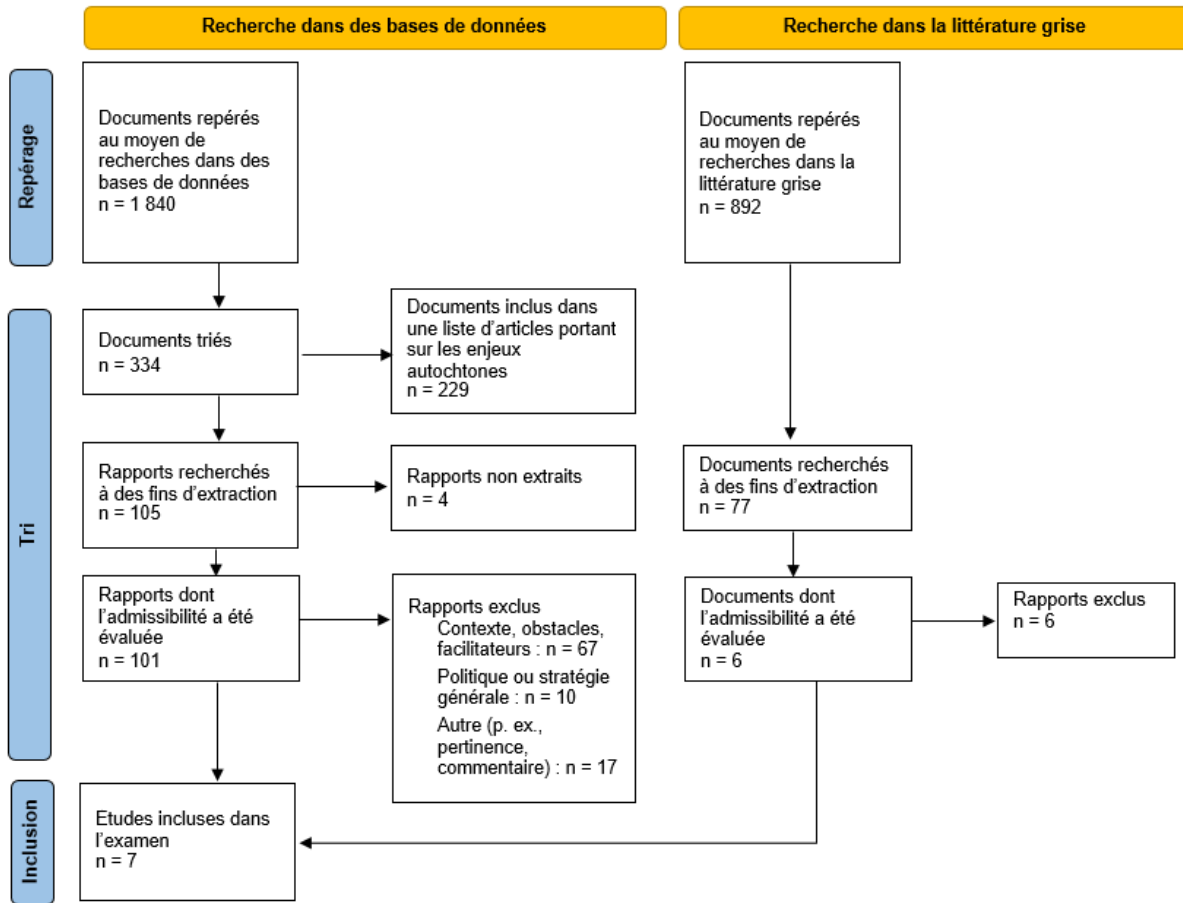 Recherche dans des bases de données
Recherche dans la littérature grise
Repérage
Documents repérés
au moyen de
recherches dans des
bases de données
n = 1 840
Documents repérés
au moyen de
recherches dans la
littérature grise
n = 892
Tri
Documents triés
n = 334
Documents inclus dans
une liste d’articles portant
sur les enjeux
autochtones
n = 229
Rapports recherchés
à des fins d’extraction
n = 105
Rapports non extraits
n = 4
Documents recherchés
à des fins d’extraction
n = 77
Rapports dont
l’admissibilité a été
évaluée
n = 101
Rapports exclus
Contexte, obstacles,
facilitateurs : n = 67
Politique ou stratégie
générale : n = 10
Autre (p. ex.,
pertinence,
commentaire) : n = 17
Documents dont
l’admissibilité a été
évaluée
n = 6
Rapports exclus
n = 6
Inclusion
Etudes incluses dans
l’examen
n = 7